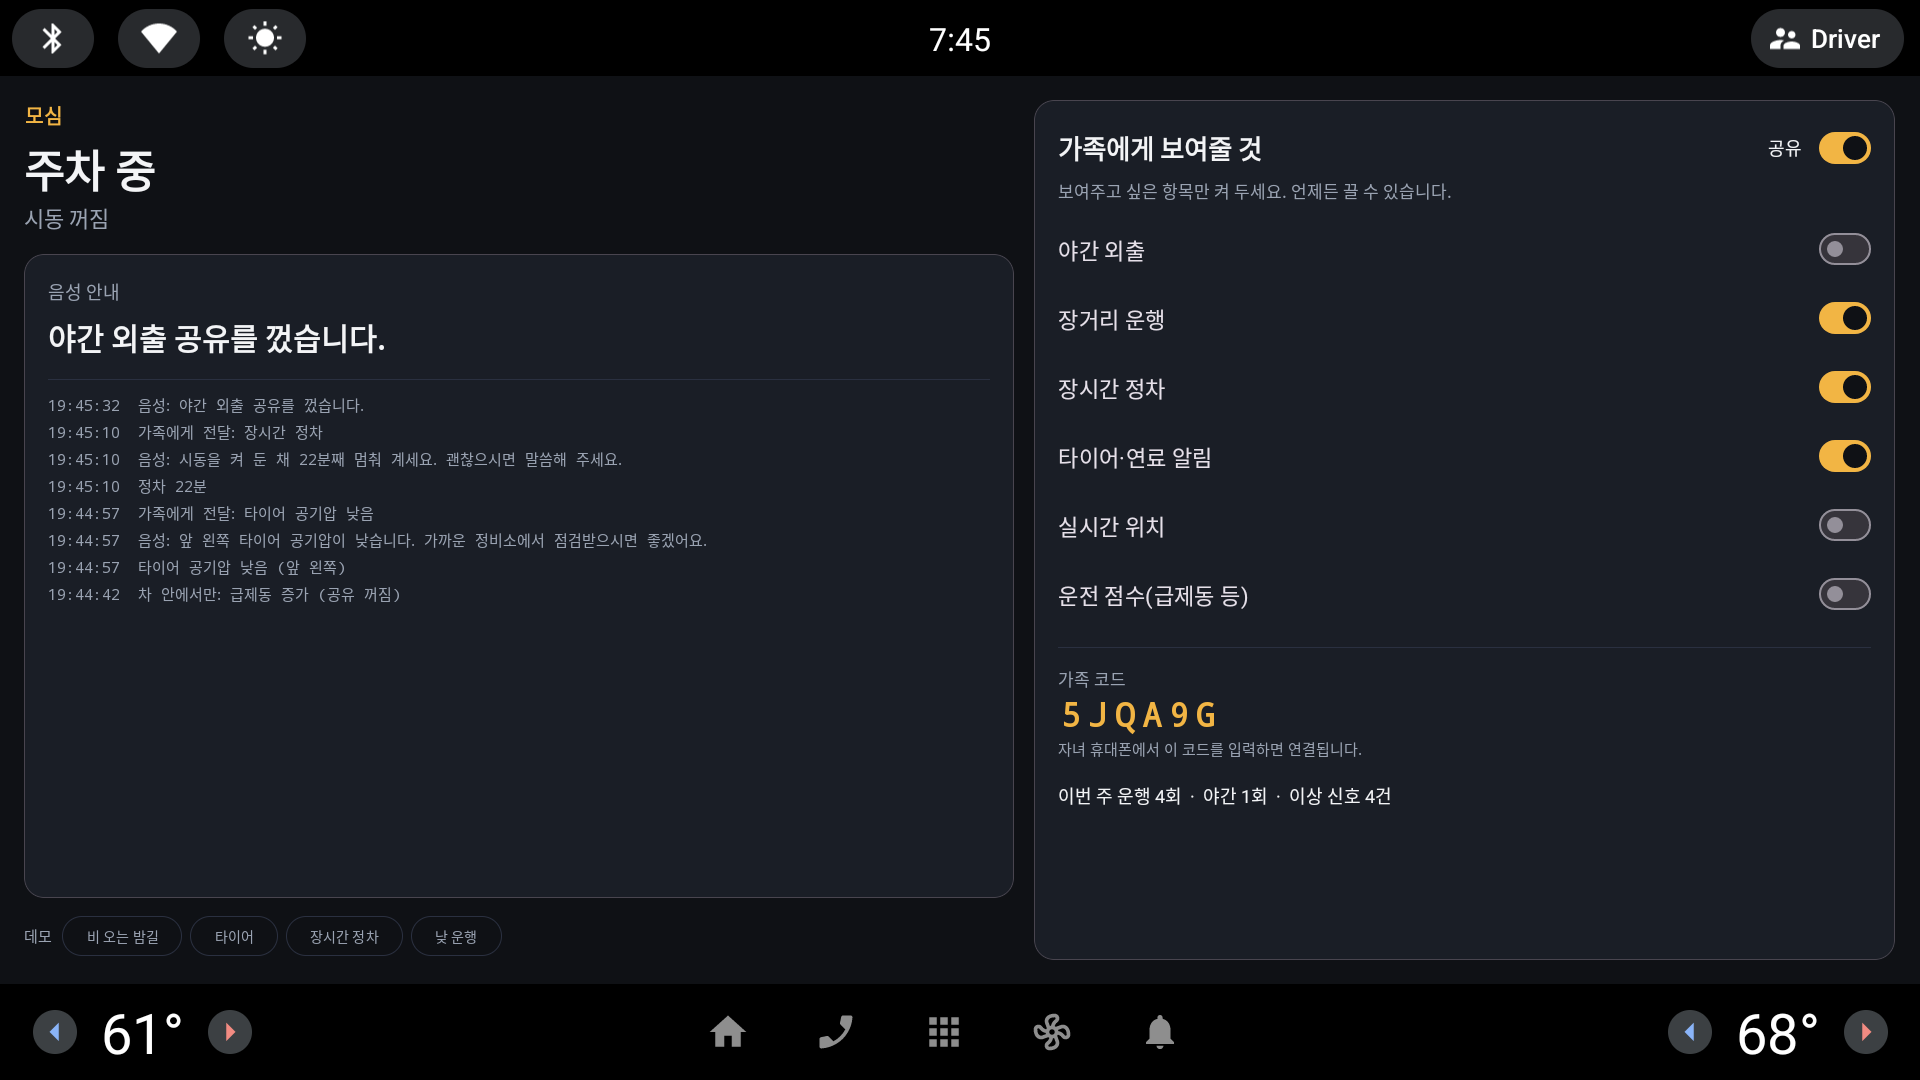 7:45
Driver
모심
주차 중
시동 꺼짐
음성 안내
야간 외출 공유를 껐습니다.
19:45:32 음성: 야간 외출 공유를 껐습니다.
19:45:10 가족에게 전달: 장시간 정차
19:45:10 음성: 시동을 켜 둔 채 22분째 멈춰 계세요. 괜찮으시면 말씀해 주세요.
19:45:10 정차 22분
19:44:57 가족에게 전달: 타이어 공기압 낮음
19:44:57 음성: 앞 왼쪽 타이어 공기압이 낮습니다. 가까운 정비소에서 점검받으시면 좋겠어요.
19:44:57 타이어 공기압 낮음 (앞 왼쪽)
19:44:42 차 안에서만: 급제동 증가 (공유 꺼짐)
데모
비 오는 밤길
타이어
장시간 정차
낮 운행
가족에게 보여줄 것
공유
보여주고 싶은 항목만 켜 두세요. 언제든 끌 수 있습니다.
야간 외출
장거리 운행
장시간 정차
타이어·연료 알림
실시간 위치
운전 점수(급제동 등)
가족 코드
5JQA9G
자녀 휴대폰에서 이 코드를 입력하면 연결됩니다.
이번 주 운행 4회 · 야간 1회 · 이상 신호 4건
61°
68°